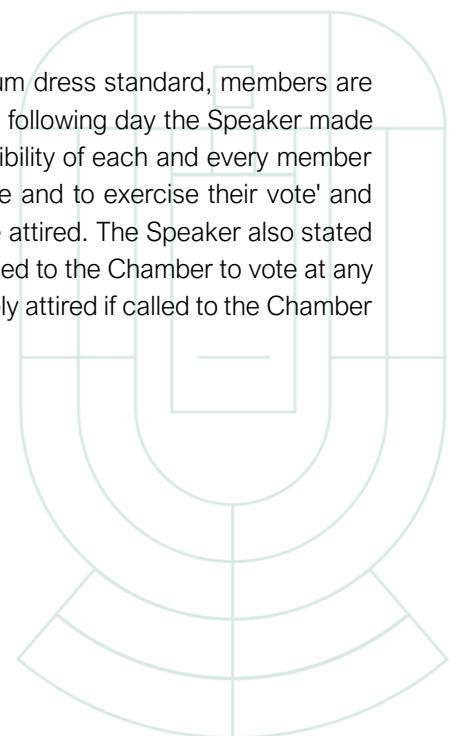 um dress standard, members are
following day the Speaker made
ibility of each and every member
e and to exercise their vote' and
attired. The Speaker also stated
ed to the Chamber to vote at any
ly attired if called to the Chamber